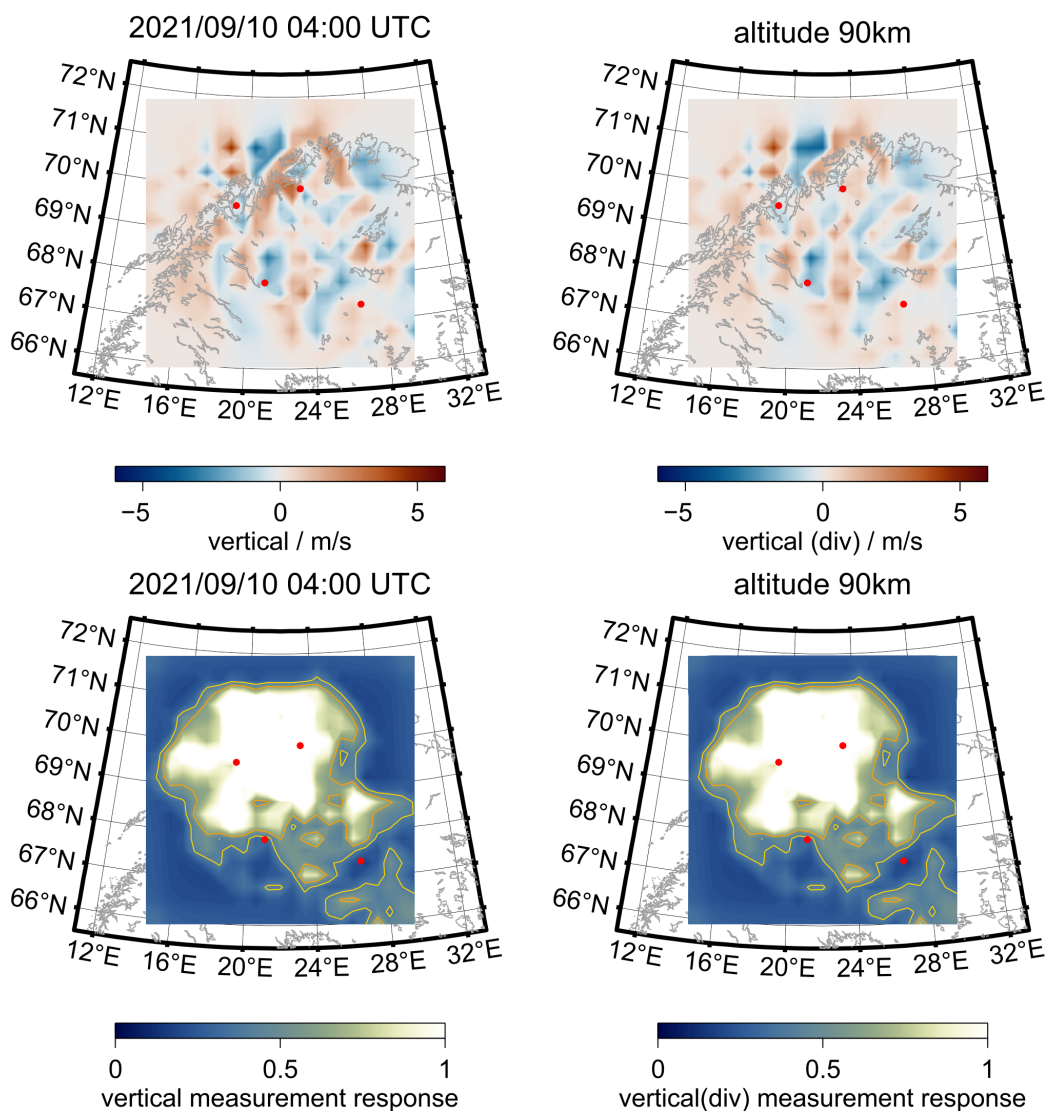 2021/09/10 04:00 UTC
altitude 90km
72°N
71°N
70°N
69°N
68°N
67°N
66°N
12°E
16°E
20°E
24°E
28°E
32°E
72°N
71°N
70°N
69°N
68°N
67°N
66°N
12°E
16°E
20°E
24°E
28°E
32°E
−5 0 5
vertical / m/s
−5 0 5
vertical (div) / m/s
2021/09/10 04:00 UTC
altitude 90km
72°N
71°N
70°N
69°N
68°N
67°N
66°N
12°E
16°E
20°E
24°E
28°E
32°E
72°N
71°N
70°N
69°N
68°N
67°N
66°N
12°E
16°E
20°E
24°E
28°E
32°E
0 0.5 1
vertical measurement response
0 0.5 1
vertical(div) measurement response